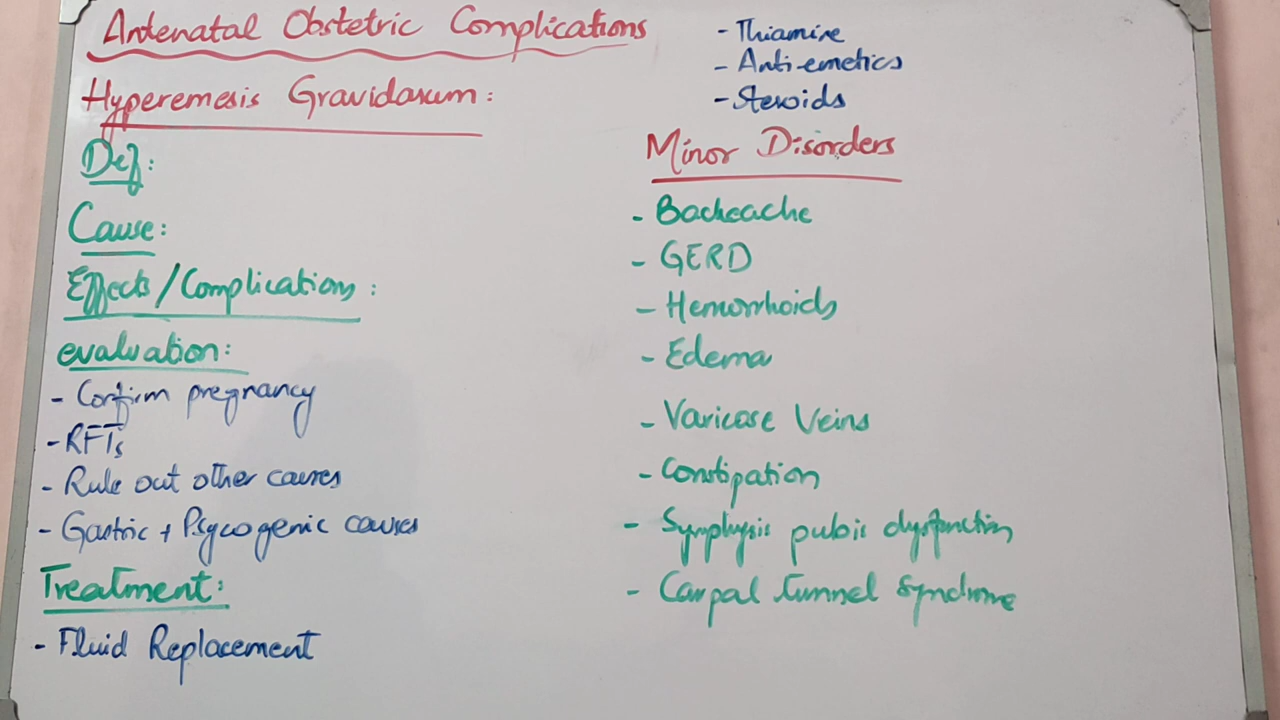 Antenatal Obstetric Complications
Hyperemesis Gravidarum:
Def:
Cause:
Effects/Complications:
evaluation:
- Confirm pregnancy
- RFTs
- Rule out other causes
- Gastric + Psycogenic causes
Treatment:
- Fluid Replacement
- Thiamine
- Anti-emetics
- Steroids
Minor Disorders
- Backache
- GERD
- Hemorrhoids
- Edema
- Varicose Veins
- Constipation
- Symphysis pubis dysfunction
- Carpal tunnel syndrome